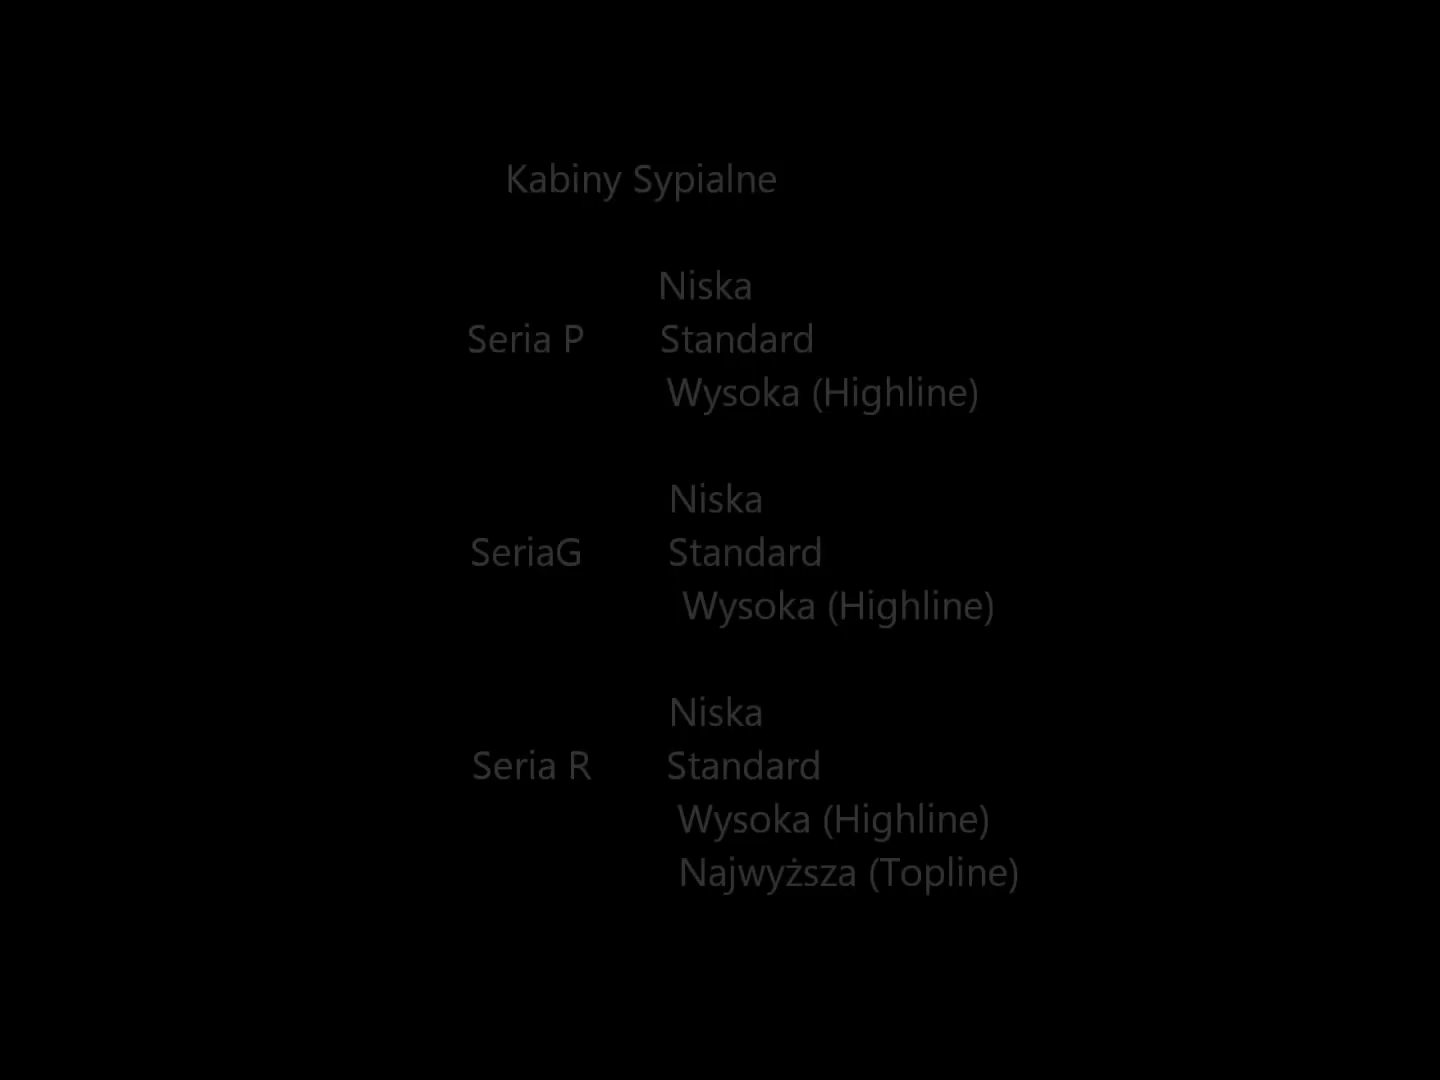 Kabiny Sypialne
Niska
Seria P Standard
Wysoka (Highline)
Niska
SeriaG Standard
Wysoka (Highline)
Niska
Seria R Standard
Wysoka (Highline)
Najwyższa (Topline)